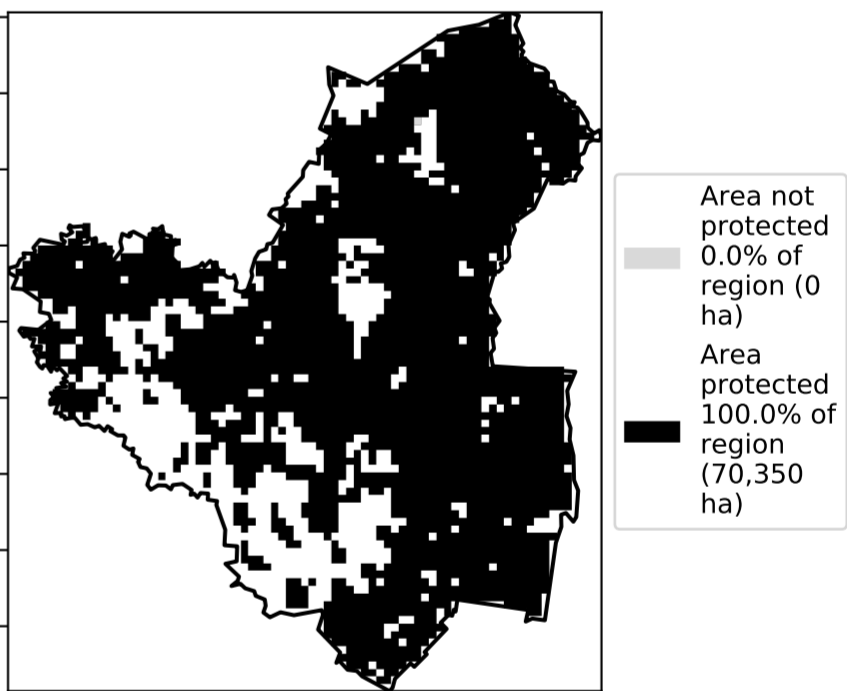 Area not
protected
0.0% of
region (0
ha)
Area
protected
100.0% of
region
(70,350
ha)